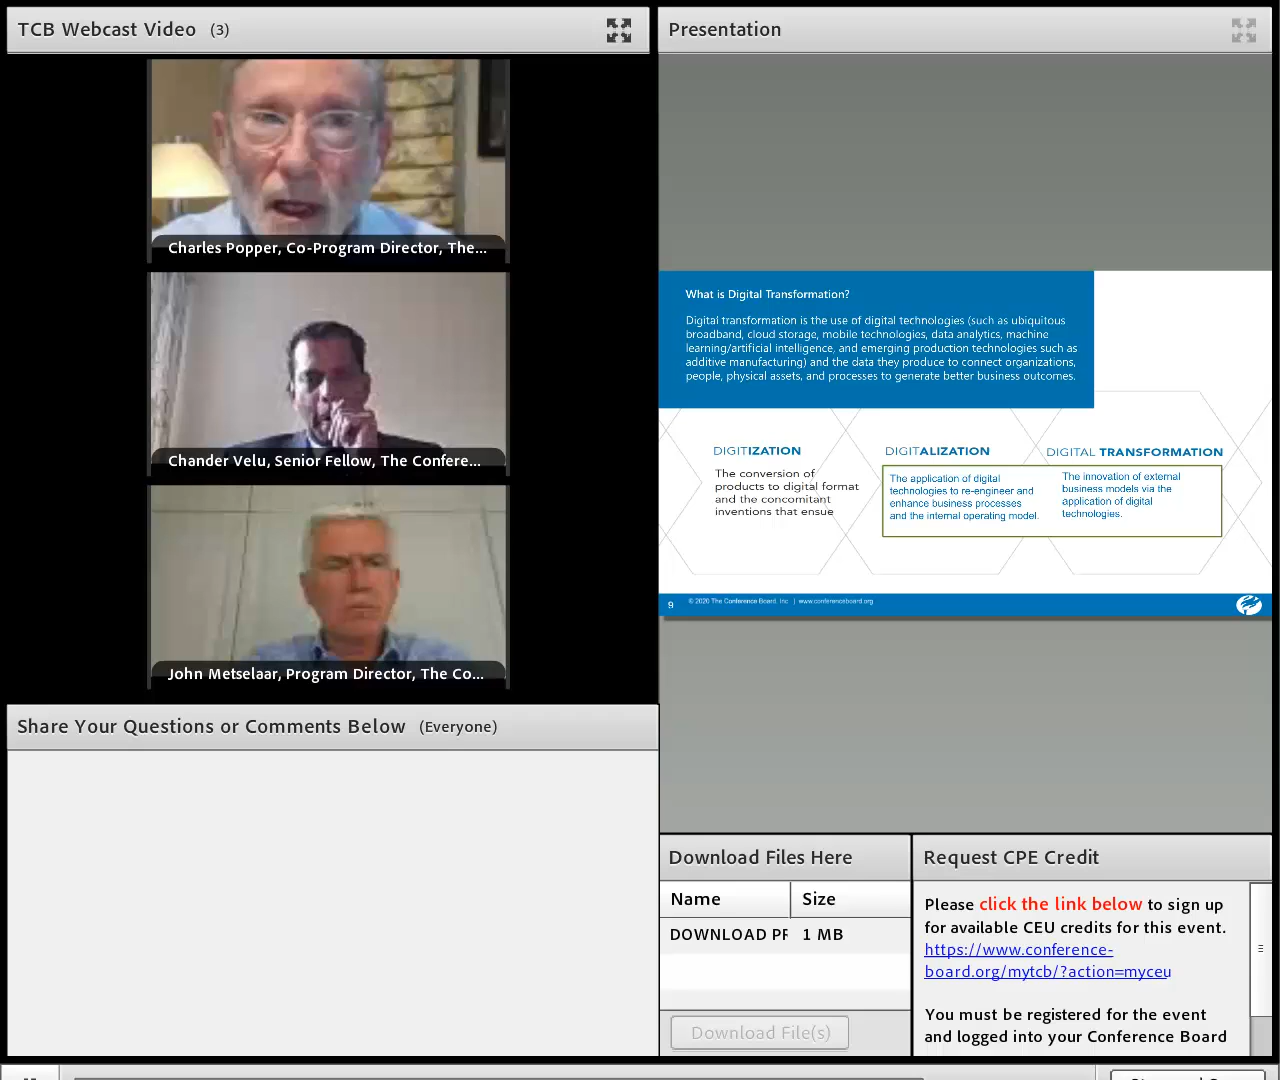 TCB Webcast Video (3)
Charles Popper, Co-Program Director, The...
Chander Velu, Senior Fellow, The Confere...
John Metselaar, Program Director, The Co...
Share Your Questions or Comments Below (Everyone)
Presentation
What is Digital Transformation?
Digital transformation is the use of digital technologies (such as ubiquitous
broadband, cloud storage, mobile technologies, data analytics, machine
learning/artificial intelligence, and emerging production technologies such as
additive manufacturing) and the data they produce to connect organizations,
people, physical assets, and processes to generate better business outcomes.
DIGITIZATION
The conversion of
products to digital format
and the concomitant
inventions that ensue
DIGITALIZATION
The application of digital
technologies to re-engineer and
enhance business processes
and the internal operating model.
DIGITAL TRANSFORMATION
The innovation of external
business models via the
application of digital
technologies.
9 © 2020 The Conference Board, Inc. | www.conferenceboard.org
Download Files Here
Name Size
DOWNLOAD PR 1 MB
Download File(s)
Request CPE Credit
Please click the link below to sign up
for available CEU credits for this event.
https://www.conference-
board.org/mytcb/?action=myceu
You must be registered for the event
and logged into your Conference Board